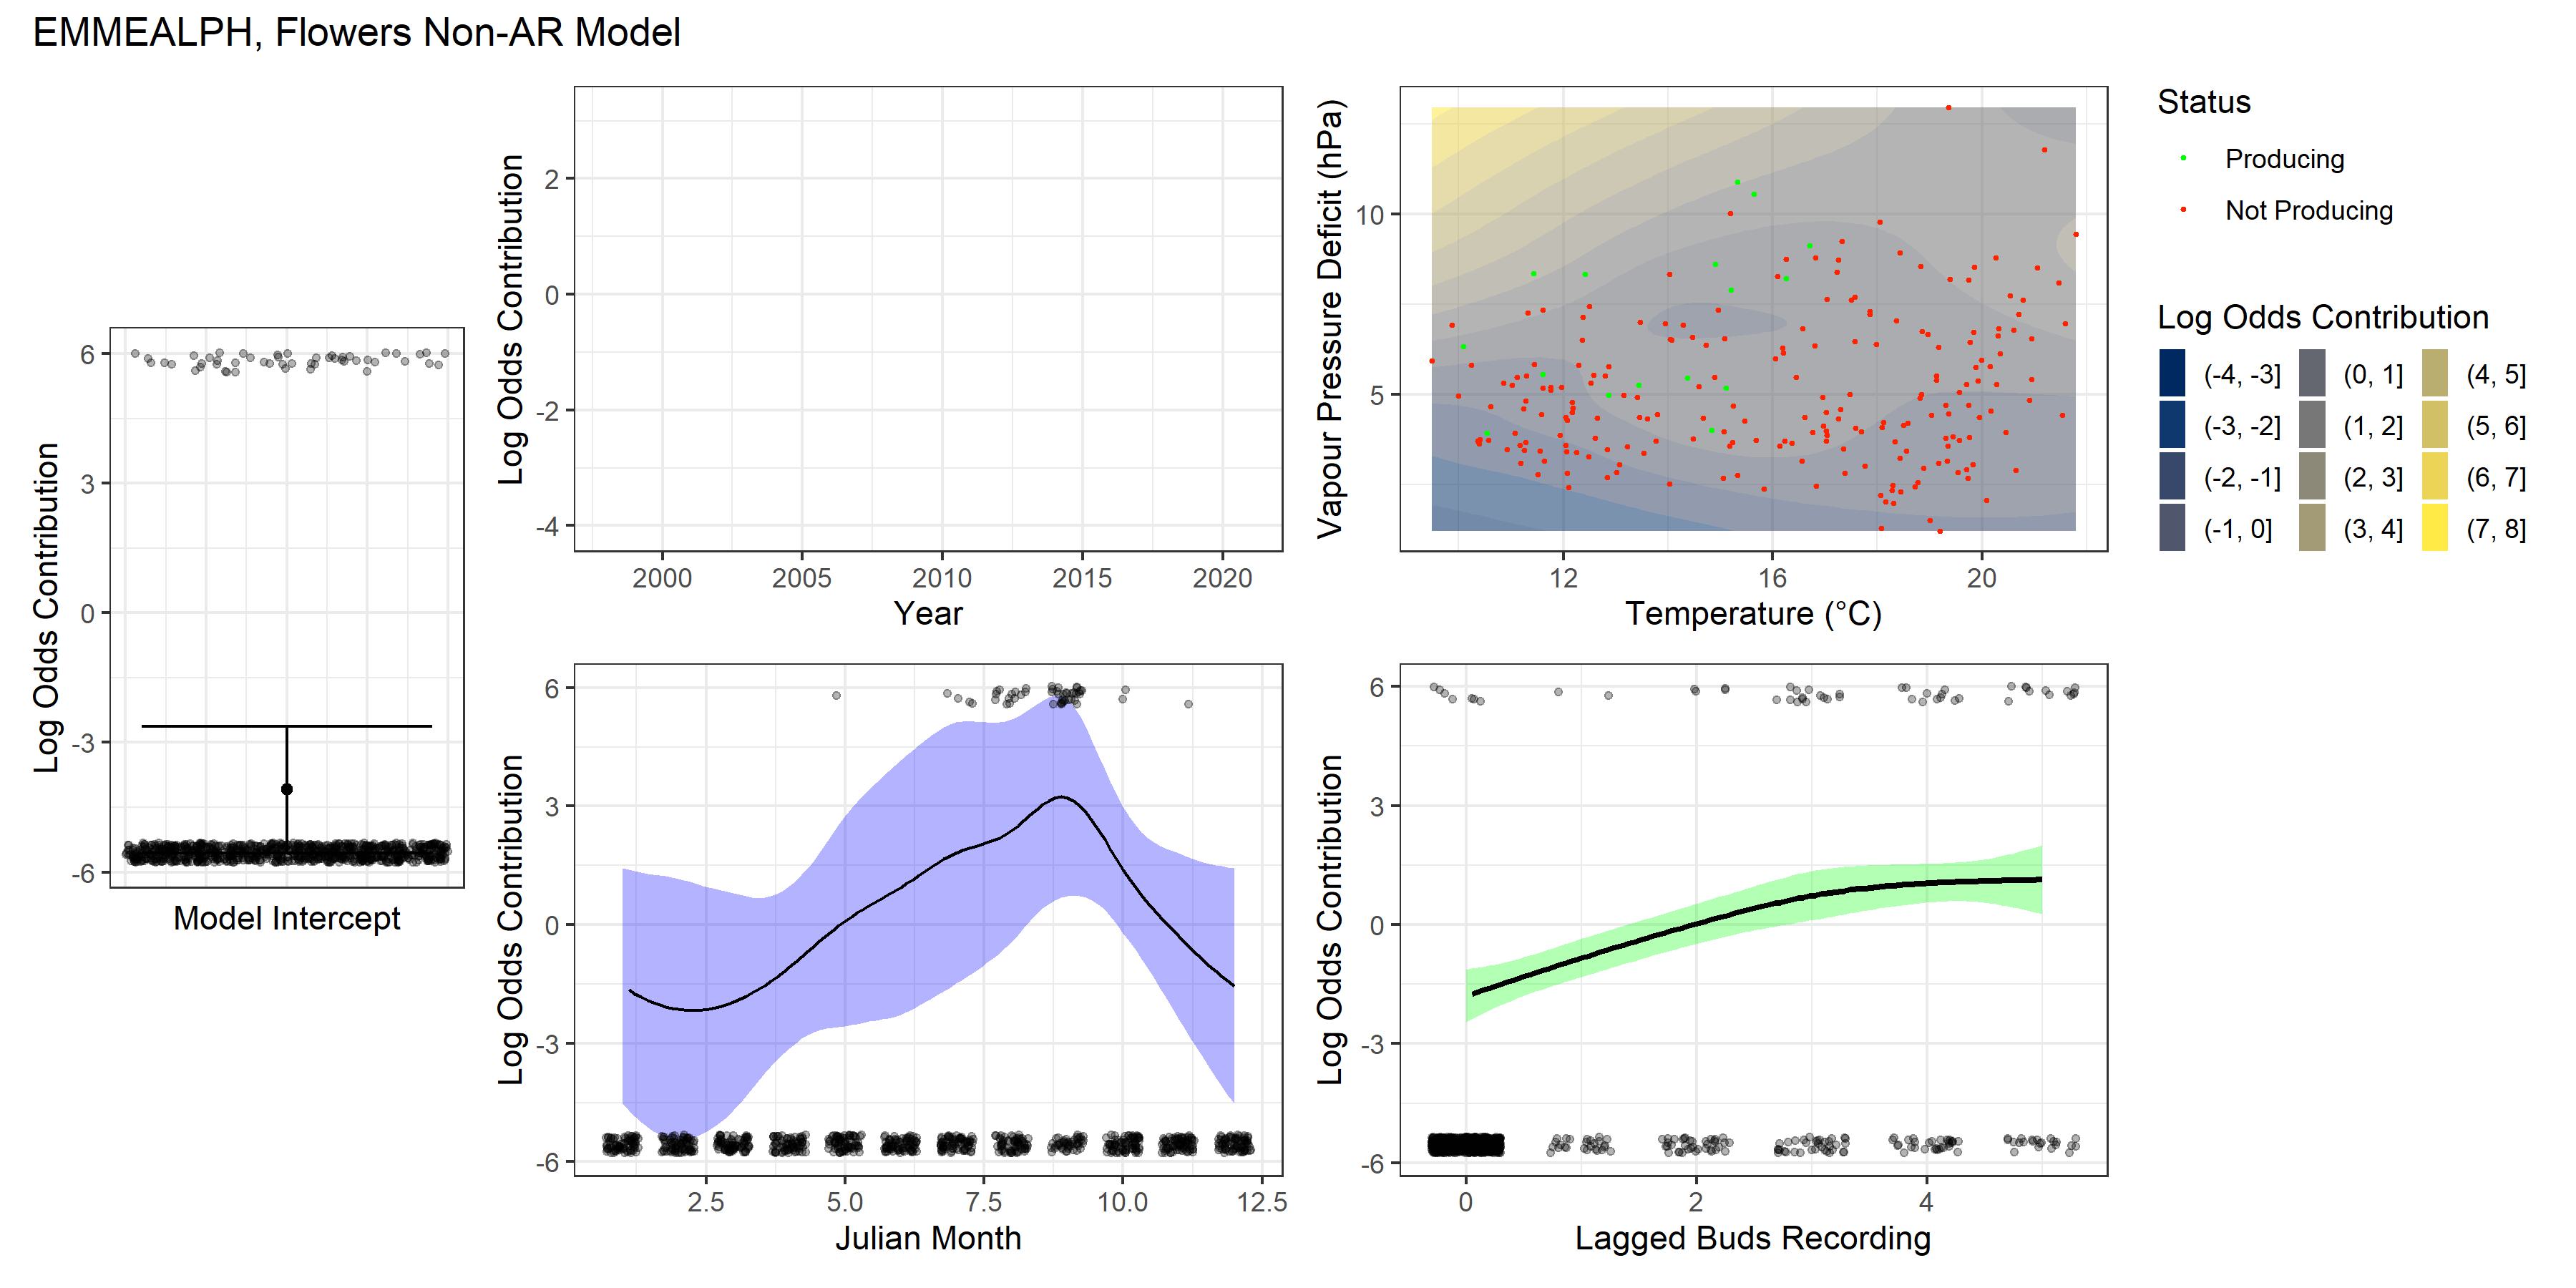 EMMEALPH, Flowers Non-AR Model
Log Odds Contribution
6
3
0
-3
-6
Model Intercept
Log Odds Contribution
2
0
-2
-4
2000 2005 2010 2015 2020
Year
Vapour Pressure Deficit (hPa)
10
5
12 16 20
Temperature (°C)
Status
Producing
Not Producing
Log Odds Contribution
(-4, -3] (0, 1] (4, 5]
(-3, -2] (1, 2] (5, 6]
(-2, -1] (2, 3] (6, 7]
(-1, 0] (3, 4] (7, 8]
Log Odds Contribution
6
3
0
-3
-6
2.5 5.0 7.5 10.0 12.5
Julian Month
Log Odds Contribution
6
3
0
-3
-6
0 2 4
Lagged Buds Recording